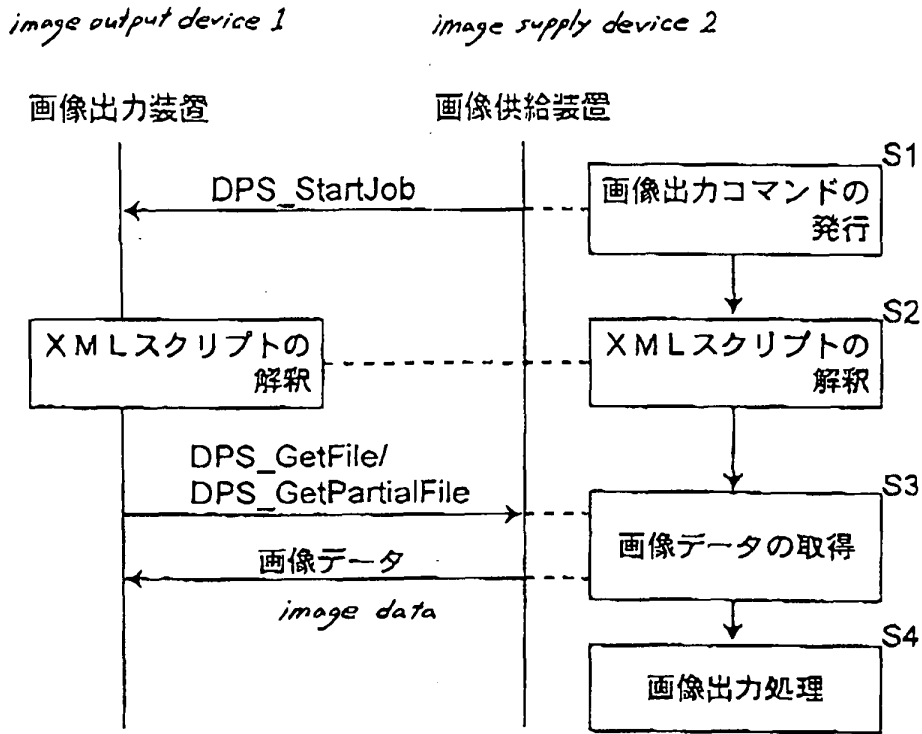 image output device 1
image supply device 2
画像出力装置
画像供給装置
S1
DPS_StartJob
画像出力コマンドの
発行
S2
ＸＭＬスクリプトの
解釈
ＸＭＬスクリプトの
解釈
DPS_GetFile/
DPS_GetPartialFile
S3
画像データの取得
画像データ
image data
S4
画像出力処理